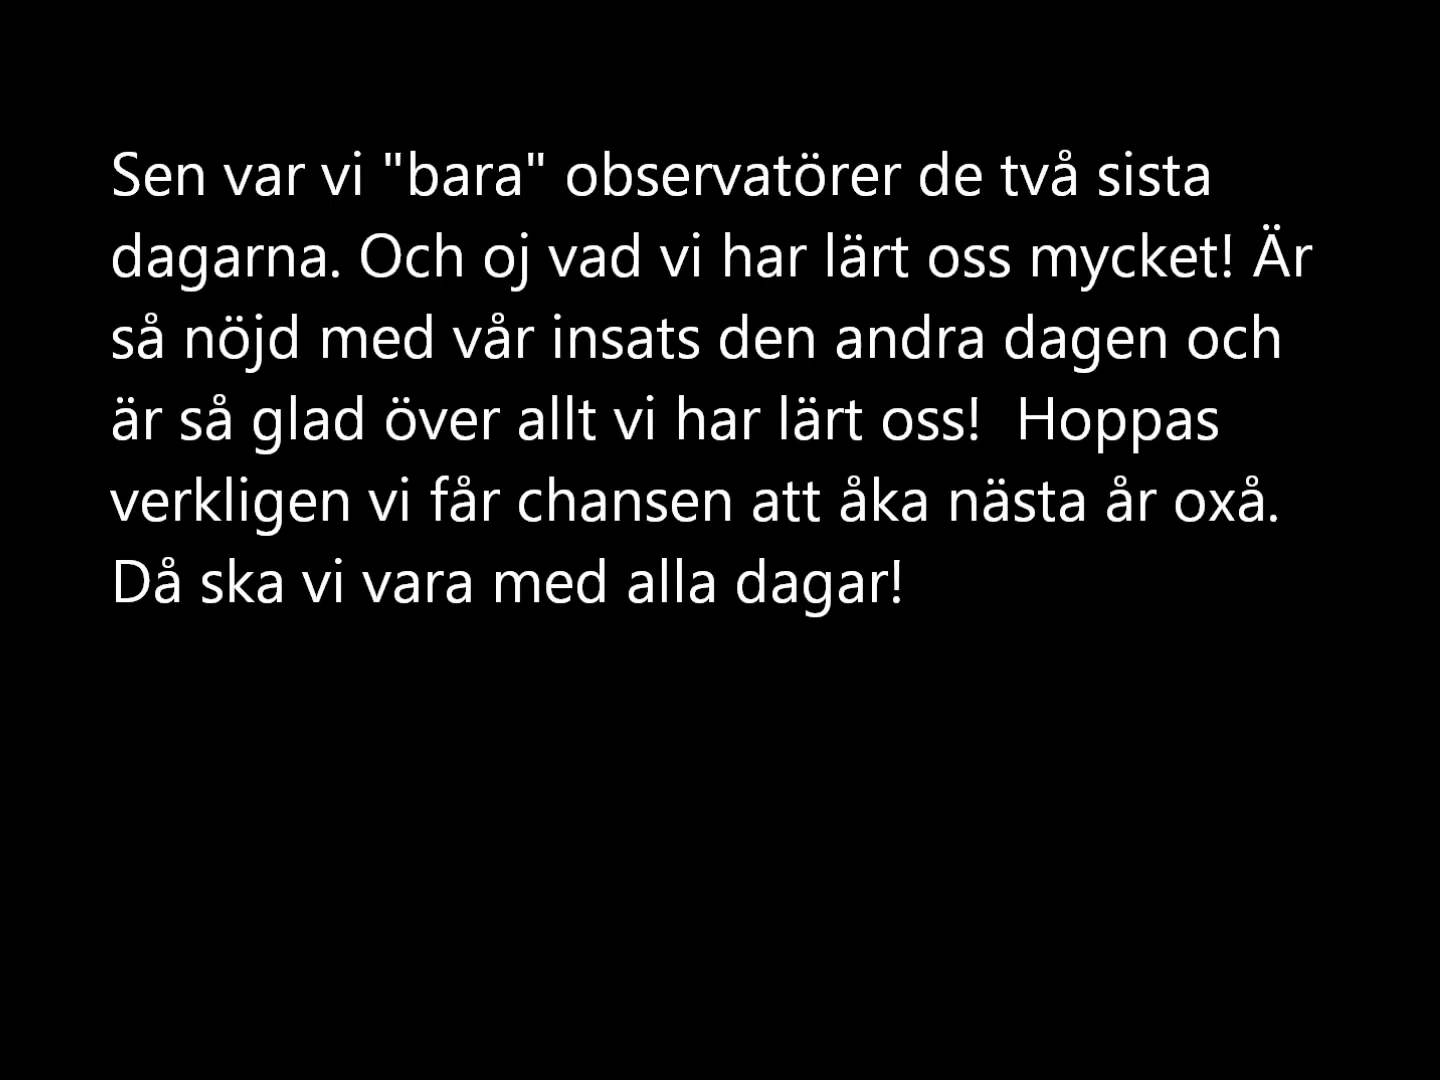 Sen var vi "bara" observatörer de två sista
dagarna. Och oj vad vi har lärt oss mycket! Är
så nöjd med vår insats den andra dagen och
är så glad över allt vi har lärt oss!  Hoppas
verkligen vi får chansen att åka nästa år oxå.
Då ska vi vara med alla dagar!